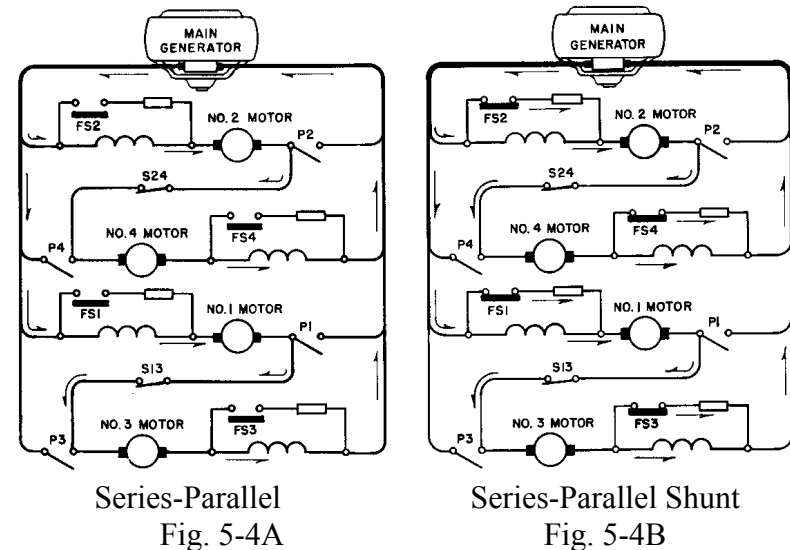 MAIN
GENERATOR
FS2
NO. 2 MOTOR
P2
S24
P4
NO. 4 MOTOR
FS4
FS1
NO. 1 MOTOR
P1
S13
P3
NO. 3 MOTOR
FS3
Series-Parallel
Fig. 5-4A
MAIN
GENERATOR
FS2
NO. 2 MOTOR
P2
S24
P4
NO. 4 MOTOR
FS4
FS1
NO. 1 MOTOR
P1
S13
P3
NO. 3 MOTOR
FS3
Series-Parallel Shunt
Fig. 5-4B